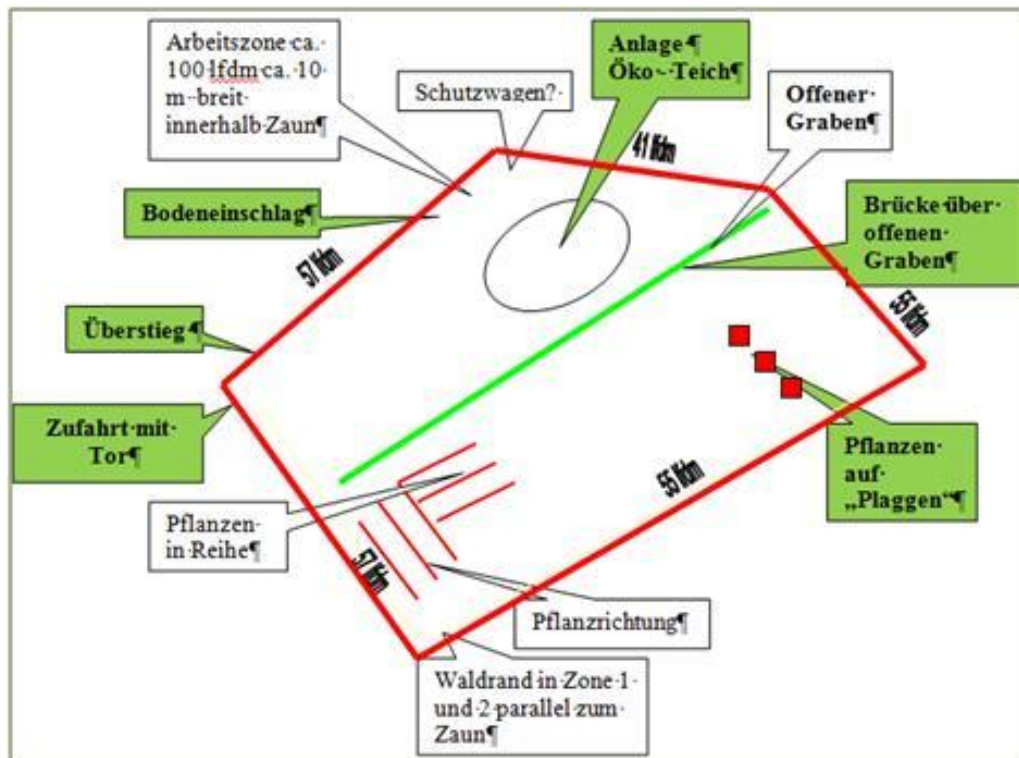 Arbeitszone·ca.·
100·lfdm·ca.·10·
m··breit·
innerhalb·Zaun¶
Schutzwagen?·
Anlage·¶
Öko·~·Teich¶
Offener·
Graben¶
41 lfdm
Bodeneinschlag¶
Brücke·über·
offenen·
Graben¶
57 lfdm
55 lfdm
Überstieg·¶
Zufahrt·mit·
Tor¶
Pflanzen·
auf·
„Plaggen“¶
55 lfdm
Pflanzen·
in·Reihe¶
57 lfdm
Pflanzrichtung¶
Waldrand·in·Zone·1·
und·2·parallel·zum·
Zaun¶